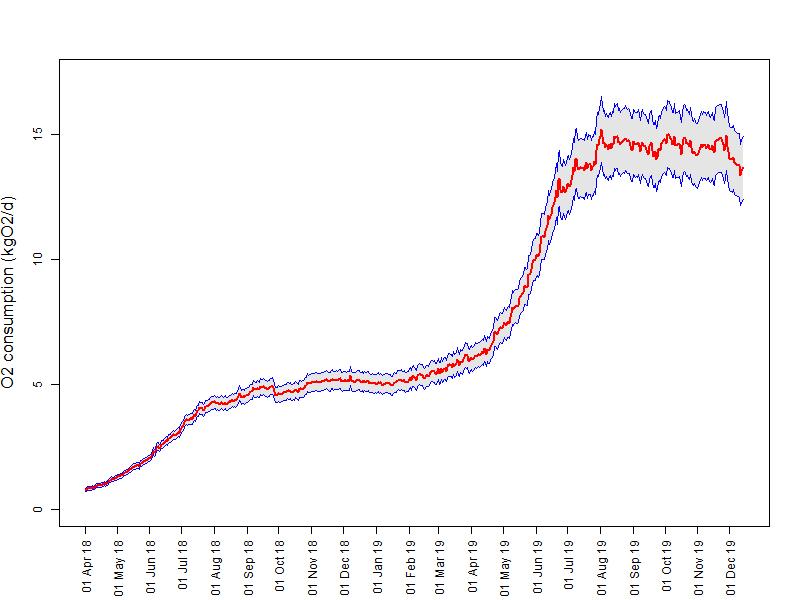 O2 consumption (kgO2/d)
15
10
5
0
01 Apr 18
01 May 18
01 Jun 18
01 Jul 18
01 Aug 18
01 Sep 18
01 Oct 18
01 Nov 18
01 Dec 18
01 Jan 19
01 Feb 19
01 Mar 19
01 Apr 19
01 May 19
01 Jun 19
01 Jul 19
01 Aug 19
01 Sep 19
01 Oct 19
01 Nov 19
01 Dec 19